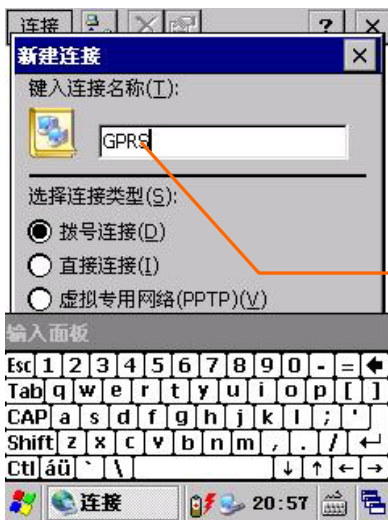 连接 ? ×
新建连接 ×
键入连接名称(T):
GPRS
选择连接类型(S):
拨号连接(D)
直接连接(I)
虚拟专用网络(PPTP)(V)
输入面板
Esc 1 2 3 4 5 6 7 8 9 0 - = ←
Tab q w e r t y u i o p [ ]
CAP a s d f g h j k l ; '
Shift z x c v b n m , . / ↵
Ctl áü ` \ ↓ ↑ ← →
连接 20:57